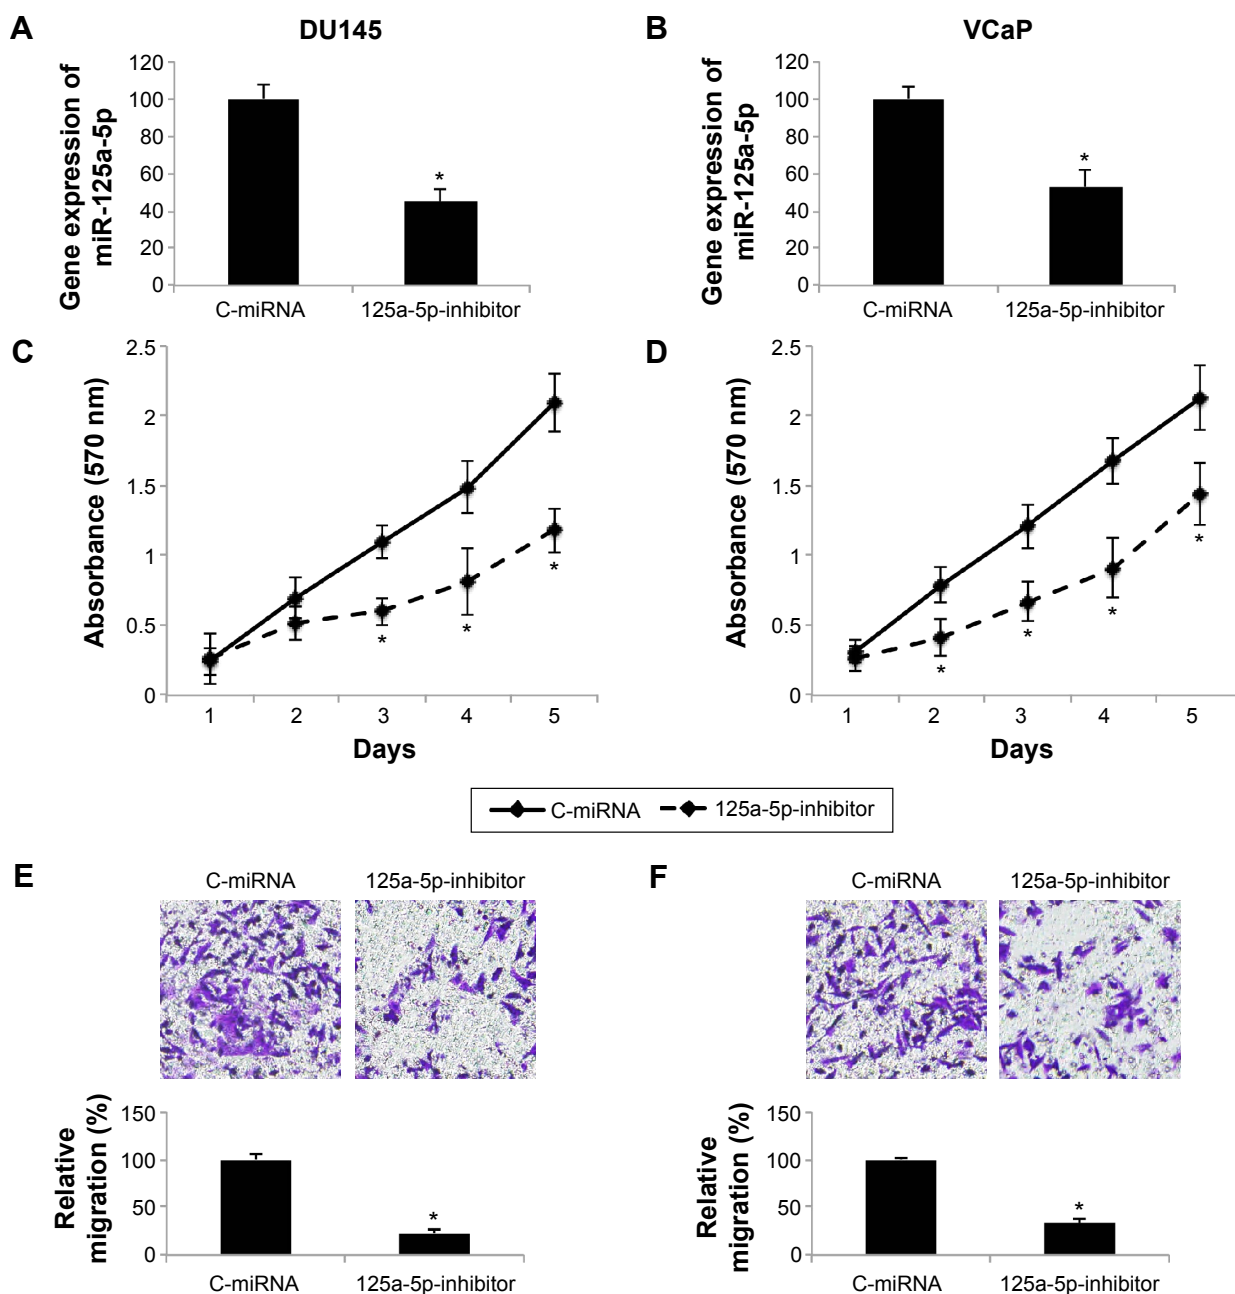 A
DU145
Gene expression of
miR-125a-5p
120
100
80
60
40
20
0
*
C-miRNA
125a-5p-inhibitor
B
VCaP
Gene expression of
miR-125a-5p
120
100
80
60
40
20
0
*
C-miRNA
125a-5p-inhibitor
C
Absorbance (570 nm)
2.5
2
1.5
1
0.5
0
*
*
*
1
2
3
4
5
Days
D
Absorbance (570 nm)
2.5
2
1.5
1
0.5
0
*
*
*
*
1
2
3
4
5
Days
C-miRNA
125a-5p-inhibitor
E
C-miRNA
125a-5p-inhibitor
Relative
migration (%)
150
100
50
0
*
C-miRNA
125a-5p-inhibitor
F
C-miRNA
125a-5p-inhibitor
Relative
migration (%)
150
100
50
0
*
C-miRNA
125a-5p-inhibitor